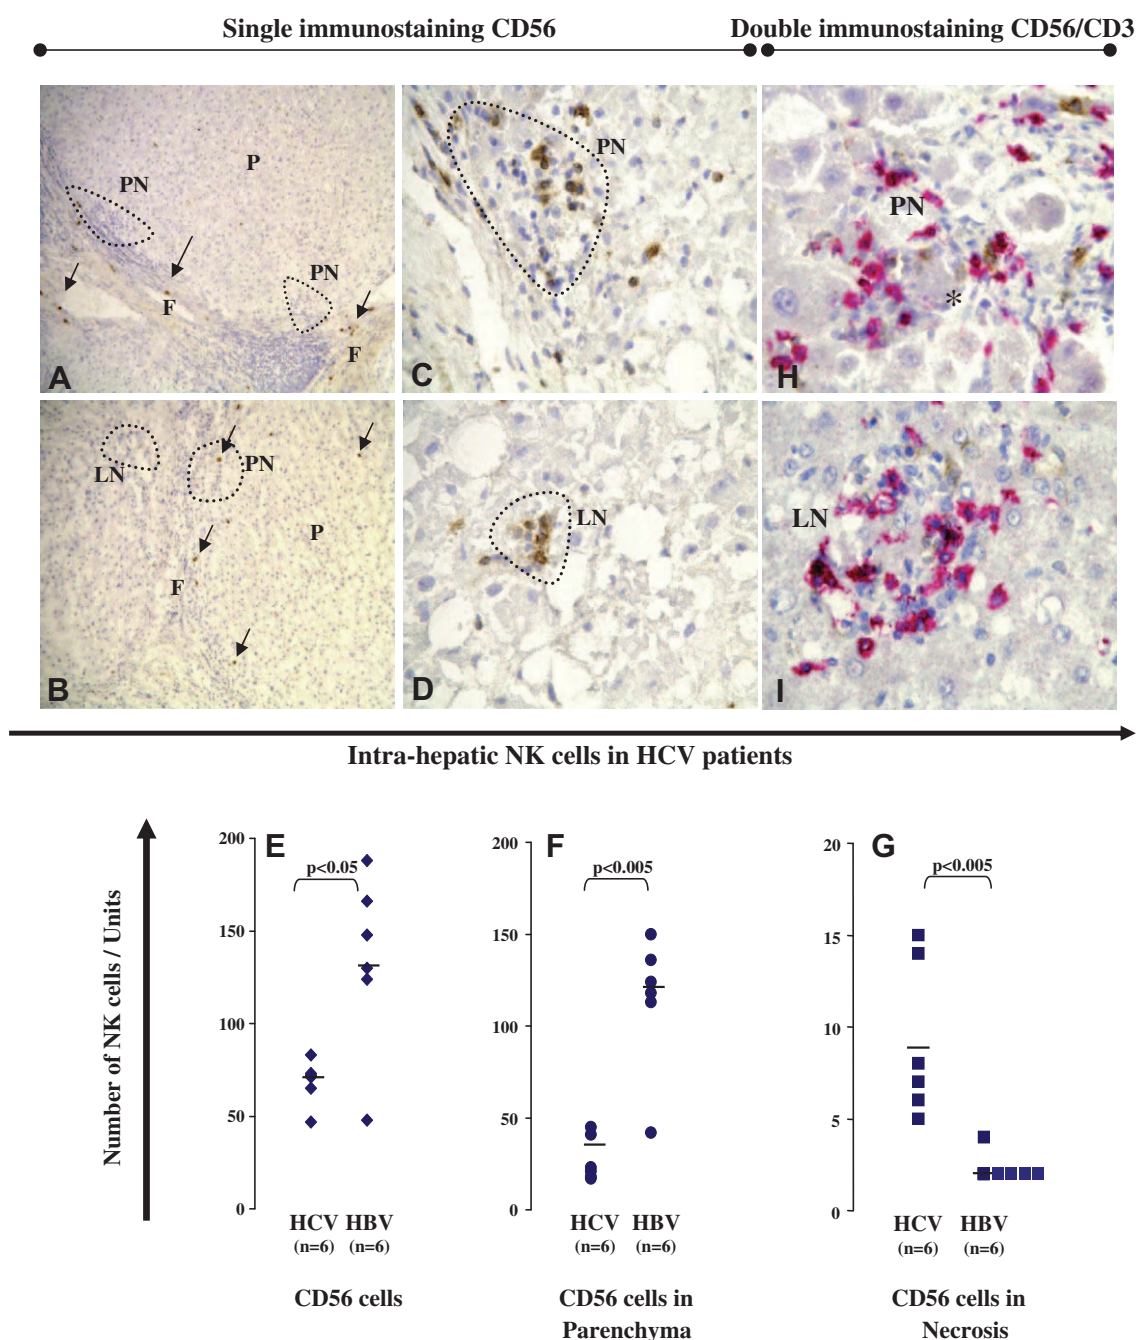 Single immunostaining CD56
Double immunostaining CD56/CD3
P
PN
PN
F
F
A
PN
C
PN
*
H
LN
PN
P
F
B
LN
D
LN
I
Intra-hepatic NK cells in HCV patients
Number of NK cells / Units
E
200
150
100
50
0
p<0.05
HCV HBV
(n=6) (n=6)
CD56 cells
F
200
150
100
50
0
p<0.005
HCV HBV
(n=6) (n=6)
CD56 cells in
Parenchyma
G
20
15
10
5
0
p<0.005
HCV HBV
(n=6) (n=6)
CD56 cells in
Necrosis